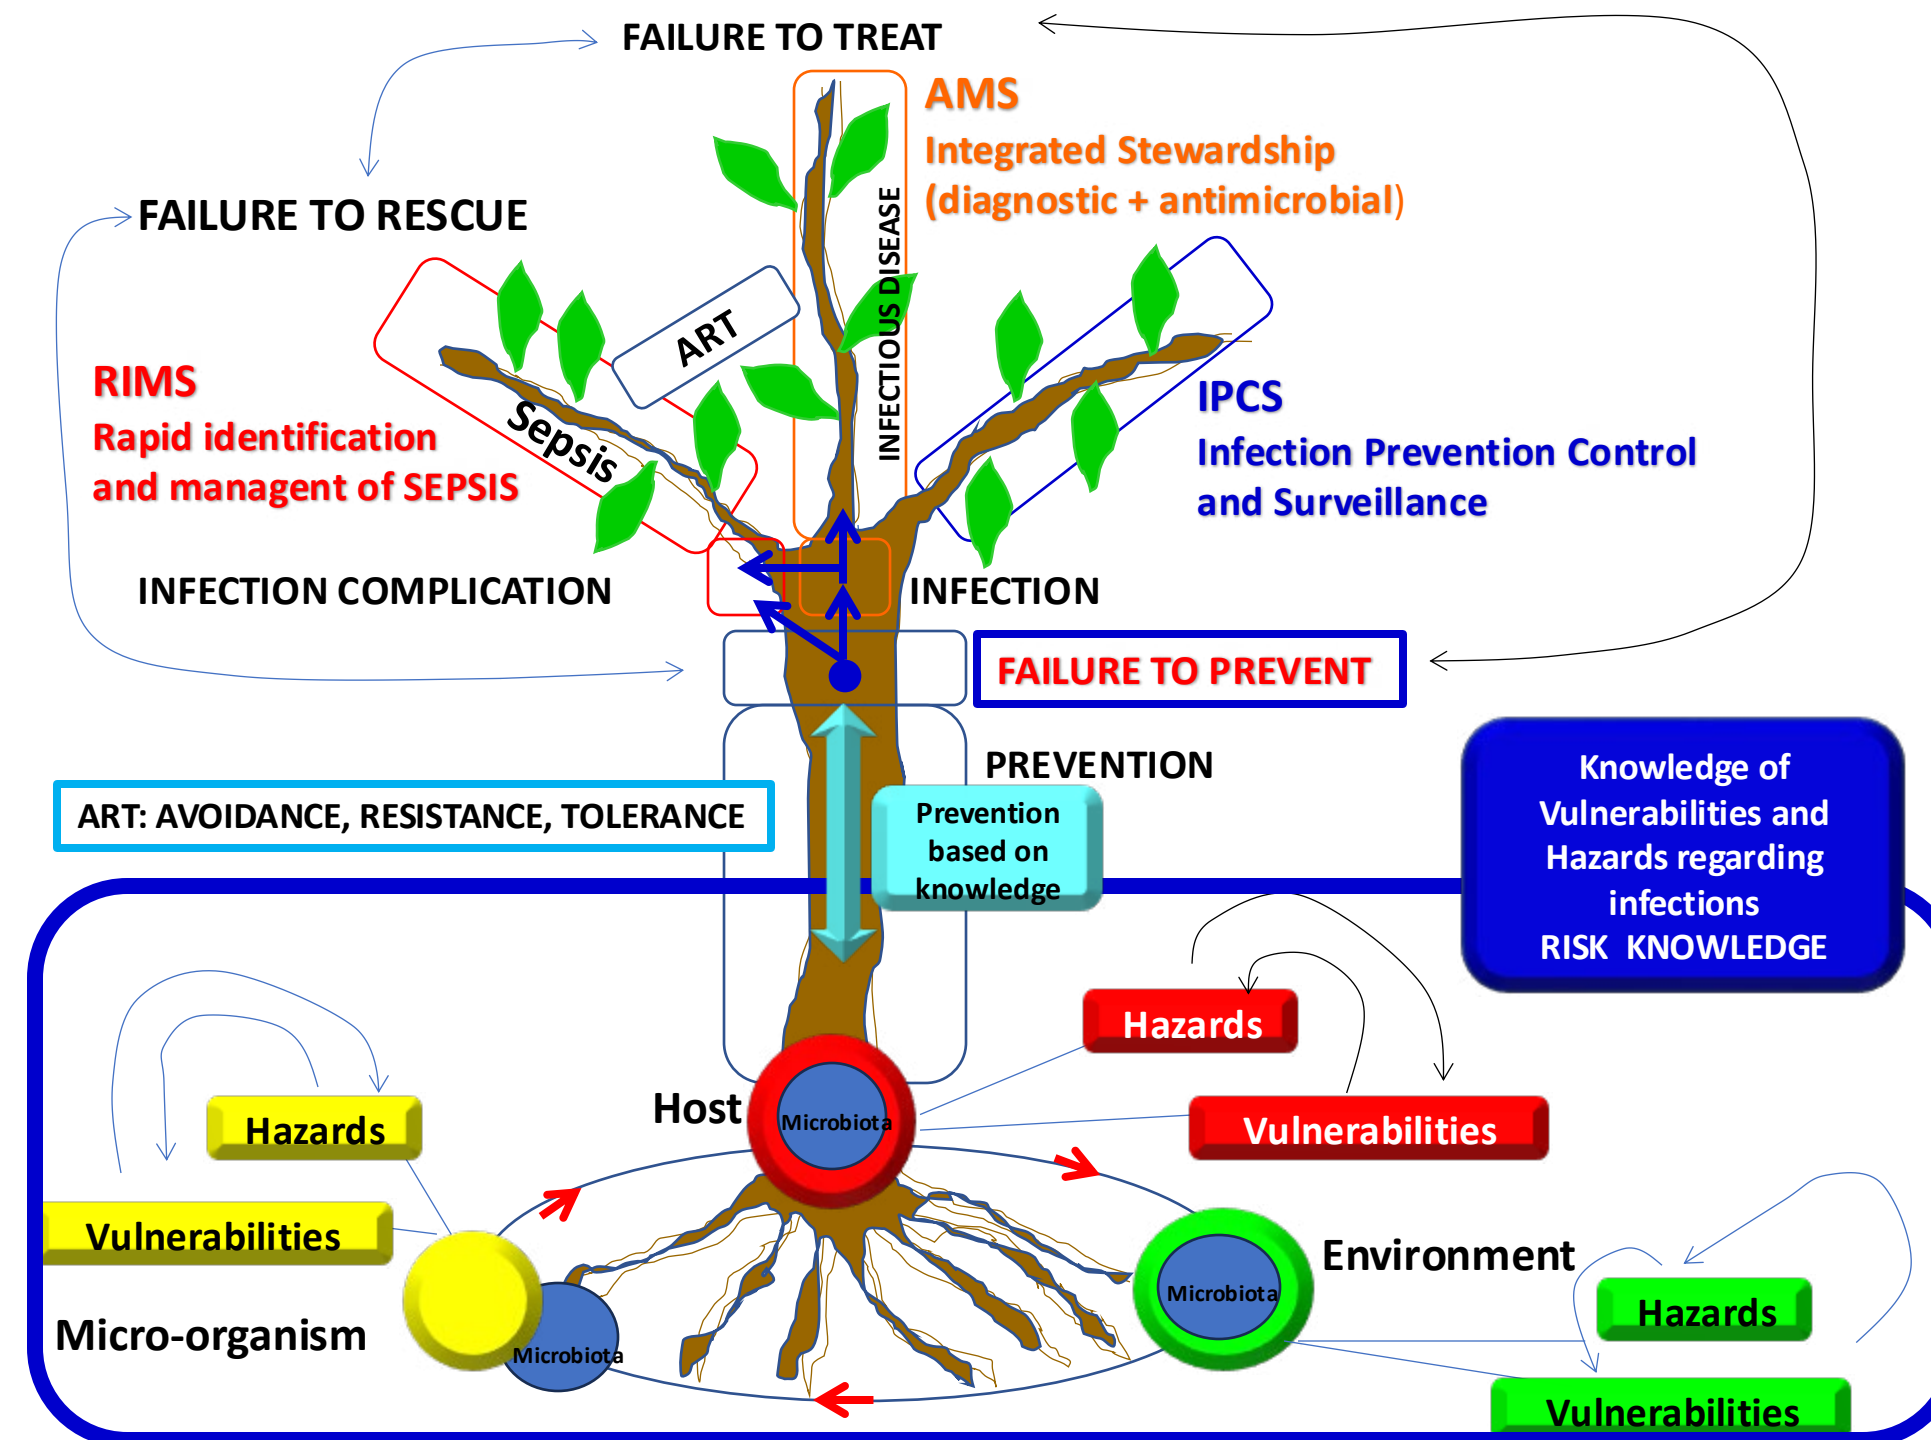 FAILURE TO TREAT
AMS
Integrated Stewardship
(diagnostic + antimicrobial)
FAILURE TO RESCUE
INFECTIOUS DISEASE
ART
RIMS
Rapid identification
and managent of SEPSIS
Sepsis
IPCS
Infection Prevention Control
and Surveillance
INFECTION COMPLICATION
INFECTION
FAILURE TO PREVENT
PREVENTION
ART: AVOIDANCE, RESISTANCE, TOLERANCE
Prevention
based on
knowledge
Knowledge of
Vulnerabilities and
Hazards regarding
infections
RISK KNOWLEDGE
Hazards
Vulnerabilities
Host
Microbiota
Hazards
Vulnerabilities
Micro-organism
Microbiota
Environment
Microbiota
Hazards
Vulnerabilities